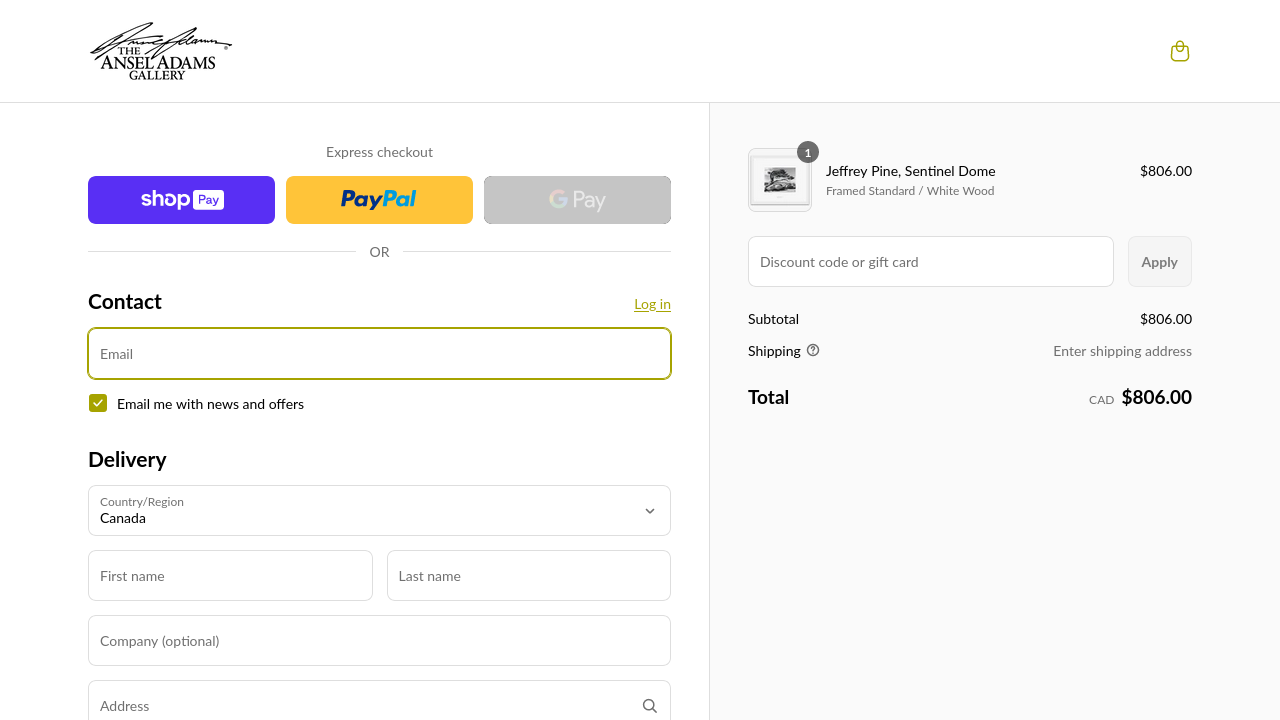 Ansel Adams
THE
ANSEL ADAMS
GALLERY
Express checkout
shop Pay
PayPal
G Pay
OR
Contact
Log in
Email
Email me with news and offers
Delivery
Country/Region
Canada
First name
Last name
Company (optional)
Address
1
Jeffrey Pine, Sentinel Dome
$806.00
Framed Standard / White Wood
Discount code or gift card
Apply
Subtotal
$806.00
Shipping
Enter shipping address
Total
CAD $806.00